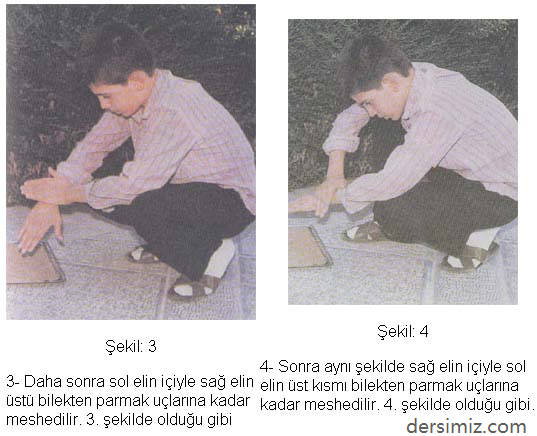 Şekil: 3
3- Daha sonra sol elin içiyle sağ elin
üstü bilekten parmak uçlarına kadar
meshedilir. 3. şekilde olduğu gibi
Şekil: 4
4- Sonra aynı şekilde sağ elin içiyle sol
elin üst kısmı bilekten parmak uçlarına
kadar meshedilir. 4. şekilde olduğu gibi.
dersimiz.com